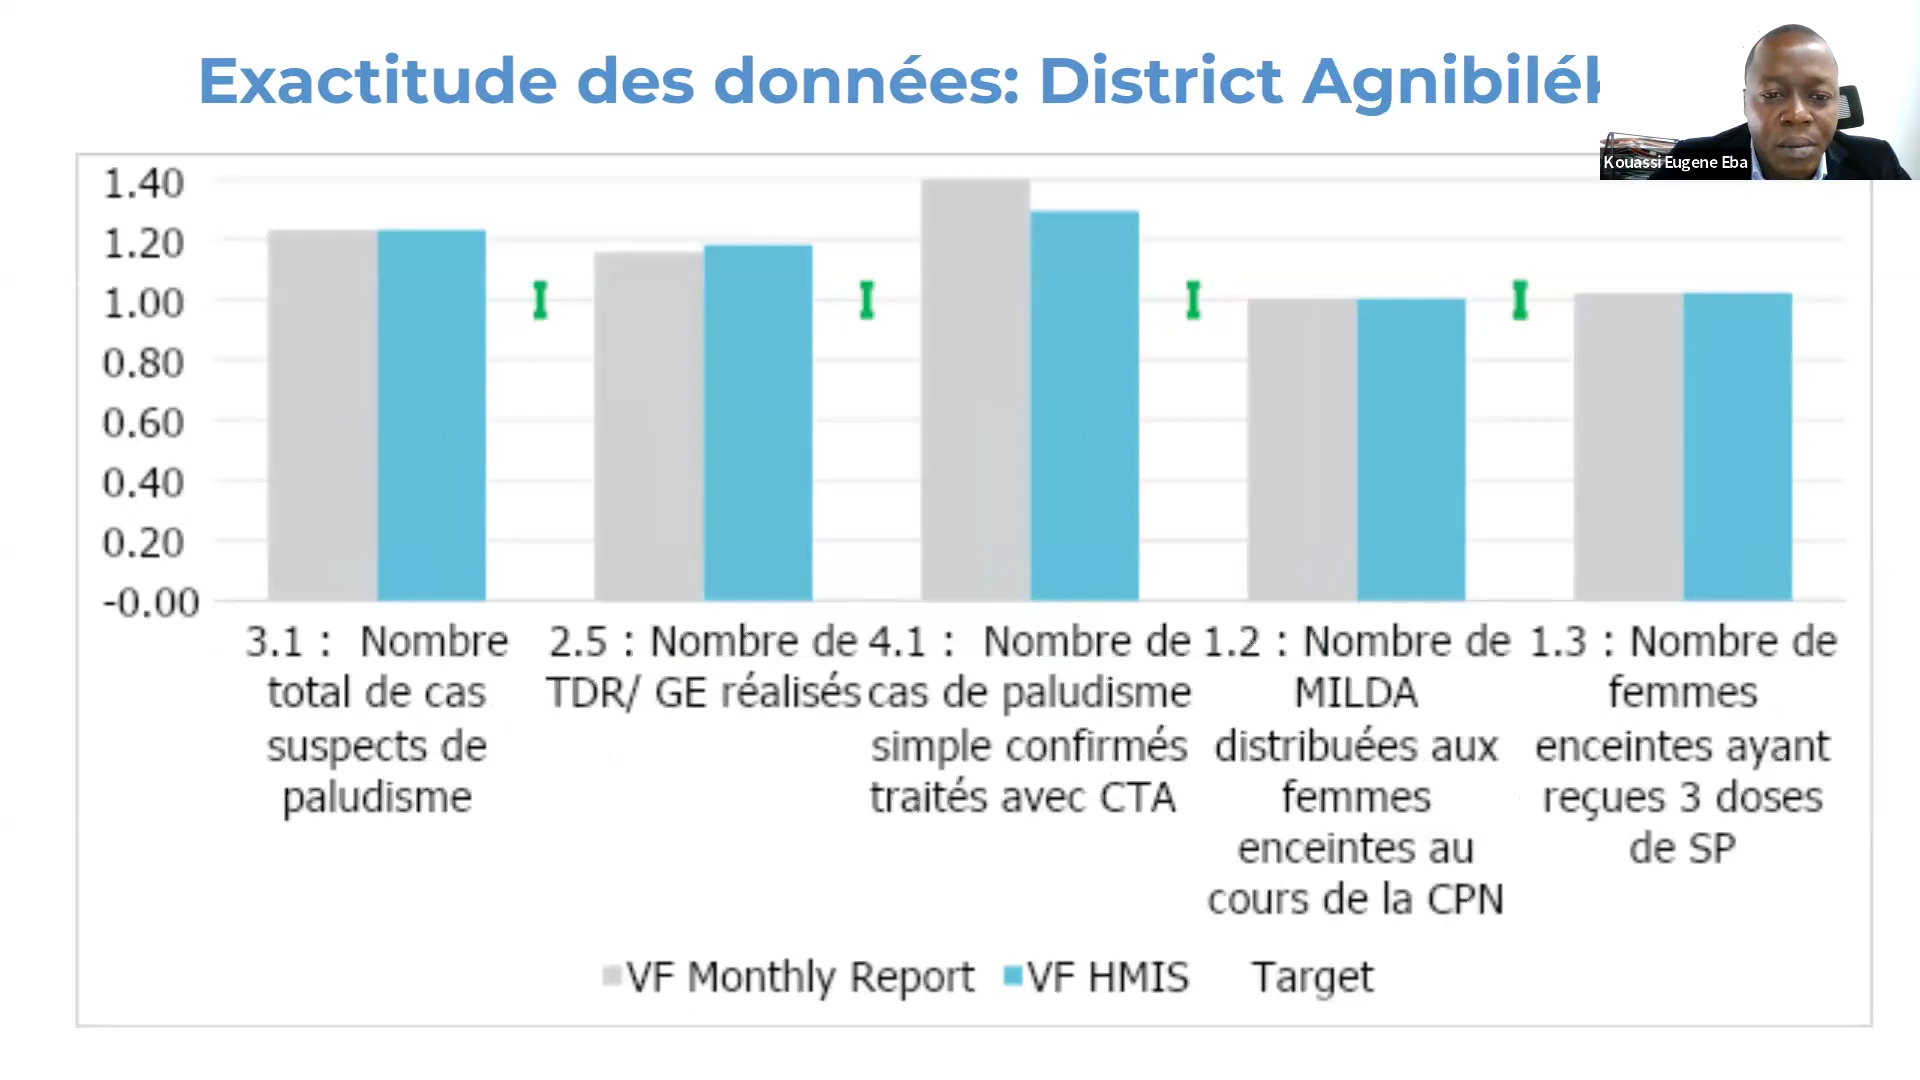 Exactitude des données: District Agnibilék
Kouassi Eugene Eba
1.40
1.20
1.00
0.80
0.60
0.40
0.20
-0.00
3.1 : Nombre
total de cas
suspects de
paludisme
2.5 : Nombre de
TDR/ GE réalisés
4.1 : Nombre de
cas de paludisme
simple confirmés
traités avec CTA
1.2 : Nombre de
MILDA
distribuées aux
femmes
enceintes au
cours de la CPN
1.3 : Nombre de
femmes
enceintes ayant
reçues 3 doses
de SP
VF Monthly Report VF HMIS Target